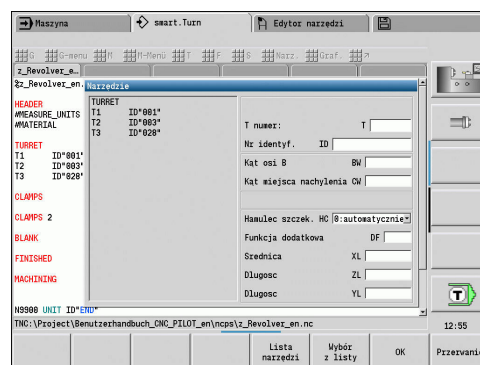 Maszyna
smart.Turn
Edytor narzędzi
G
G-menu
M
M-Menü
T
F
S
Narz.
Graf.
z_Revolver_e…
z_Revolver_en.
HEADER
#MEASURE_UNITS
#MATERIAL
TURRET
T1 ID"001"
T2 ID"003"
T3 ID"028"
CLAMPS
CLAMPS 2
BLANK
FINISHED
MACHINING
N9900 UNIT ID"END"
Narzędzie
TURRET
T1 ID"001"
T2 ID"003"
T3 ID"028"
T numer: T
Nr identyf. ID
Kąt osi B BW
Kąt miejsca nachylenia CW
Hamulec szczek. HC 0:automatycznie
Funkcja dodatkowa DF
Srednica XL
Dlugosc ZL
Dlugosc YL
TNC:\Project\Benutzerhandbuch_CNC_PILOT_en\ncps\z_Revolver_en.nc
12:55
Lista narzędzi
Wybór z listy
OK
Przerwani
T